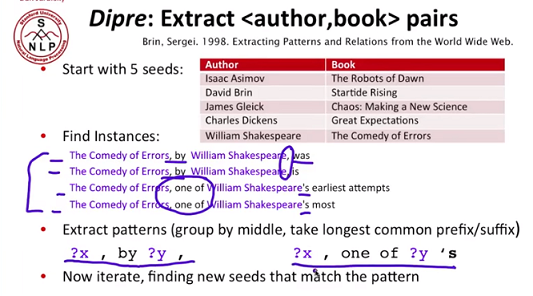 Stanford University
S
NLP
Natural Language Processing
Dipre: Extract <author,book> pairs
Brin, Sergei. 1998. Extracting Patterns and Relations from the World Wide Web.
• Start with 5 seeds:
Author Book
Isaac Asimov The Robots of Dawn
David Brin Startide Rising
James Gleick Chaos: Making a New Science
Charles Dickens Great Expectations
William Shakespeare The Comedy of Errors
• Find Instances:
The Comedy of Errors, by William Shakespeare, was
The Comedy of Errors, by William Shakespeare, is
The Comedy of Errors, one of William Shakespeare's earliest attempts
The Comedy of Errors, one of William Shakespeare's most
• Extract patterns (group by middle, take longest common prefix/suffix)
?x , by ?y , ?x , one of ?y 's
• Now iterate, finding new seeds that match the pattern